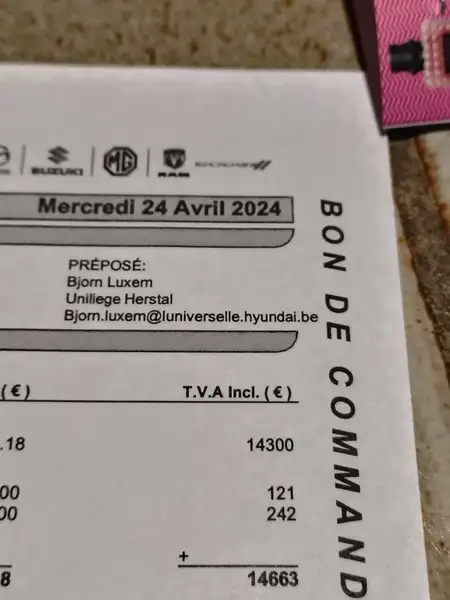 SUZUKI MG RAM DODGE
Mercredi 24 Avril 2024
PRÉPOSÉ:
Bjorn Luxem
Uniliege Herstal
Bjorn.luxem@luniverselle.hyundai.be
(€) T.V.A Incl. (€)
.18 14300
00 121
00 242
+
8 14663
BON DE COMMAND